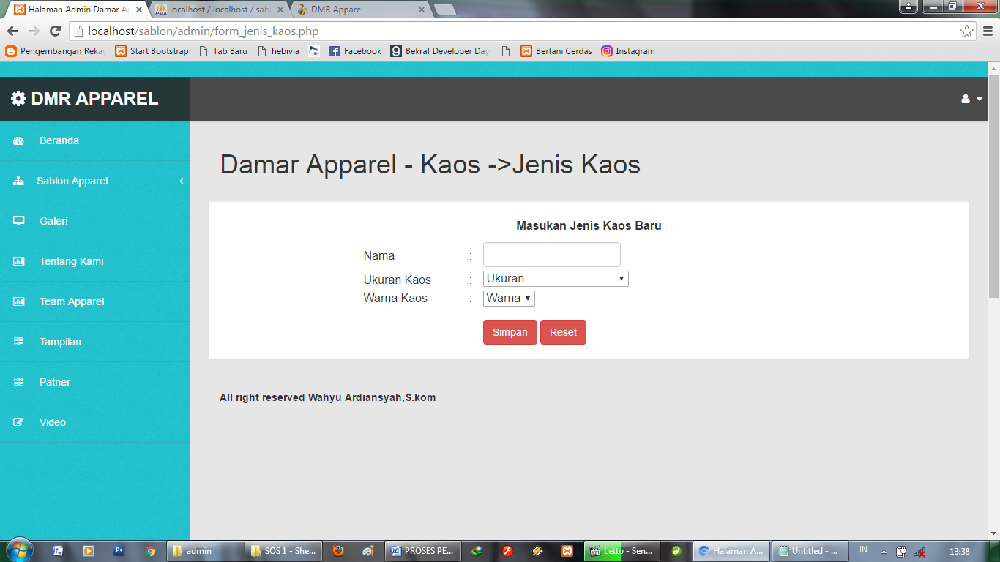 Halaman Admin Damar Ap
localhost / localhost / sab
DMR Apparel
localhost/sablon/admin/form_jenis_kaos.php
Pengembangan Reka
Start Bootstrap
Tab Baru
hebivia
Facebook
Bekraf Developer Day
Bertani Cerdas
Instagram
DMR APPAREL
Beranda
Sablon Apparel
Galeri
Tentang Kami
Team Apparel
Tampilan
Patner
Video
Damar Apparel - Kaos ->Jenis Kaos
Masukan Jenis Kaos Baru
Nama :
Ukuran Kaos : Ukuran
Warna Kaos : Warna
Simpan Reset
All right reserved Wahyu Ardiansyah,S.kom
admin
SOS 1 - She...
PROSES PE...
Letto - Sen...
Halaman A...
Untitled - ...
IN
13:38